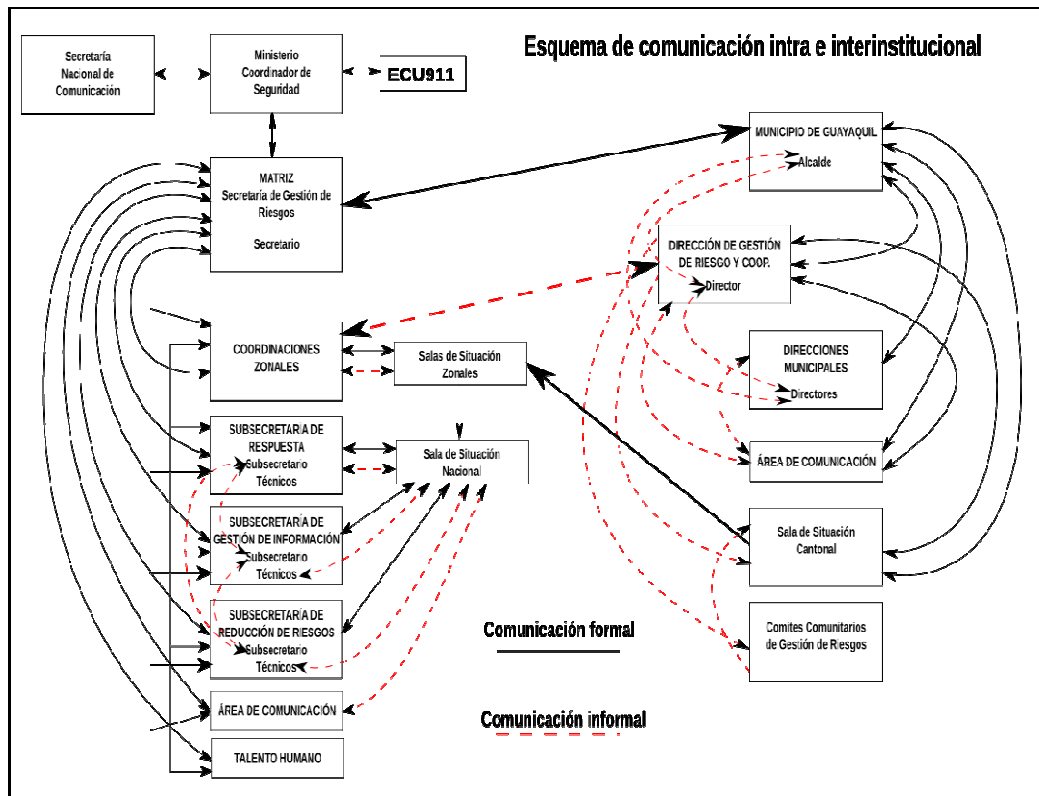 Esquema de comunicación intra e interinstitucional
Secretaría
Nacional de
Comunicación
Ministerio
Coordinador de
Seguridad
ECU911
MATRIZ
Secretaría de Gestión de
Riesgos
Secretario
COORDINACIONES
ZONALES
Salas de Situación
Zonales
SUBSECRETARÍA DE
RESPUESTA
Subsecretario
Técnicos
Sala de Situación
Nacional
SUBSECRETARÍA DE
GESTIÓN DE INFORMACIÓN
Subsecretario
Técnicos
SUBSECRETARÍA DE
REDUCCIÓN DE RIESGOS
Subsecretario
Técnicos
ÁREA DE COMUNICACIÓN
TALENTO HUMANO
Comunicación formal
Comunicación informal
MUNICIPIO DE GUAYAQUIL
Alcalde
DIRECCIÓN DE GESTIÓN
DE RIESGO Y COOP.
Director
DIRECCIONES
MUNICIPALES
Directores
ÁREA DE COMUNICACIÓN
Sala de Situación
Cantonal
Comites Comunitarios
de Gestión de Riesgos